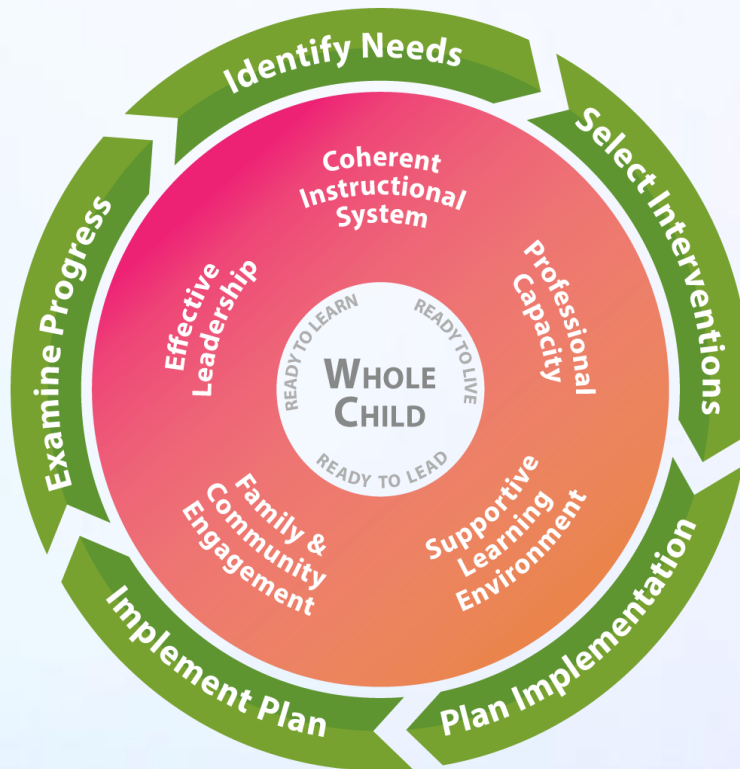 Identify Needs
Select Interventions
Plan Implementation
Implement Plan
Examine Progress
Coherent
Instructional
System
Professional
Capacity
Supportive
Learning
Environment
Family &
Community
Engagement
Effective
Leadership
READY TO LEARN
READY TO LIVE
READY TO LEAD
WHOLE
CHILD